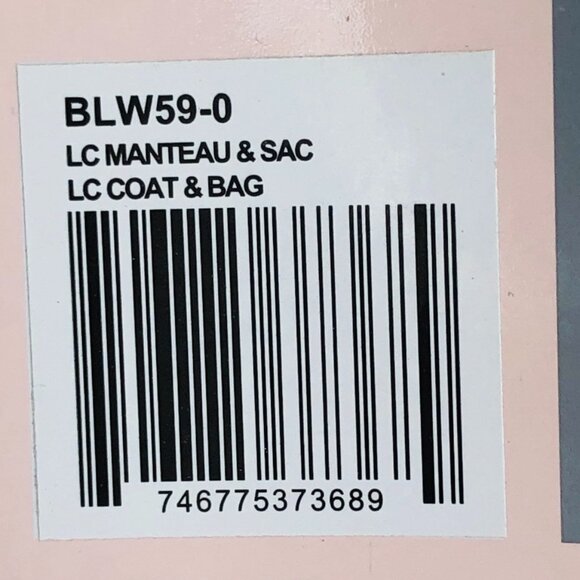 BLW59-0
LC MANTEAU & SAC
LC COAT & BAG
746775373689